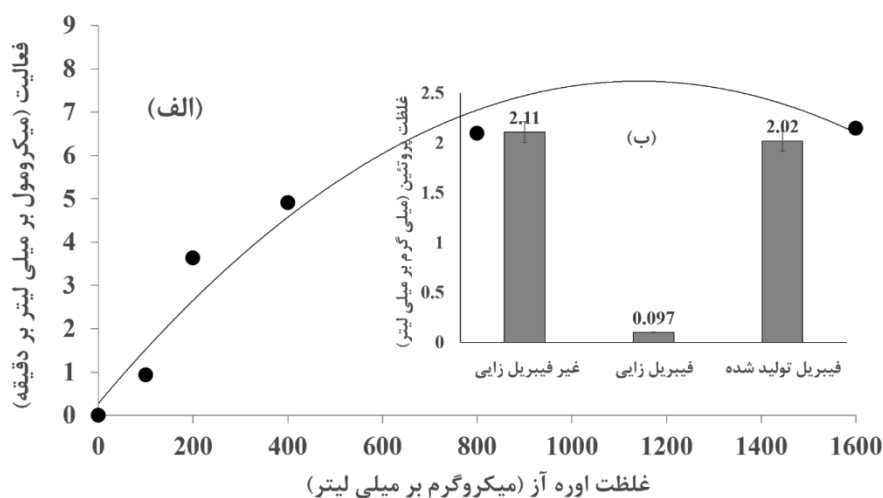 فعالیت (میکرومول بر میلی لیتر بر دقیقه)
9
8
7
6
5
4
3
2
1
0
(الف)
0 200 400 600 800 1000 1200 1400 1600
غلظت اوره آز (میکروگرم بر میلی لیتر)
غلظت پروتئین (میلی گرم بر میلی لیتر)
2.5
2
1.5
1
0.5
0
(ب)
2.11
0.097
2.02
غیر فیبریل زایی
فیبریل زایی
فیبریل تولید شده